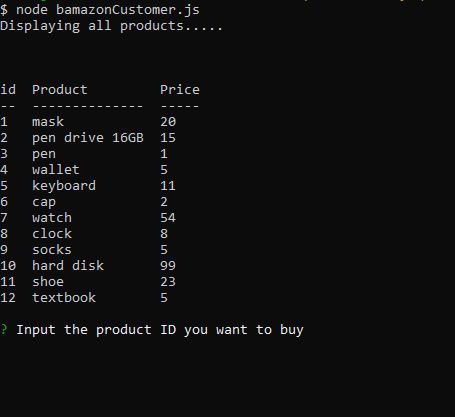 $ node bamazonCustomer.js
Displaying all products.....
id  Product         Price
--  --------------  -----
1   mask            20
2   pen drive 16GB  15
3   pen             1
4   wallet          5
5   keyboard        11
6   cap             2
7   watch           54
8   clock           8
9   socks           5
10  hard disk       99
11  shoe            23
12  textbook        5
? Input the product ID you want to buy